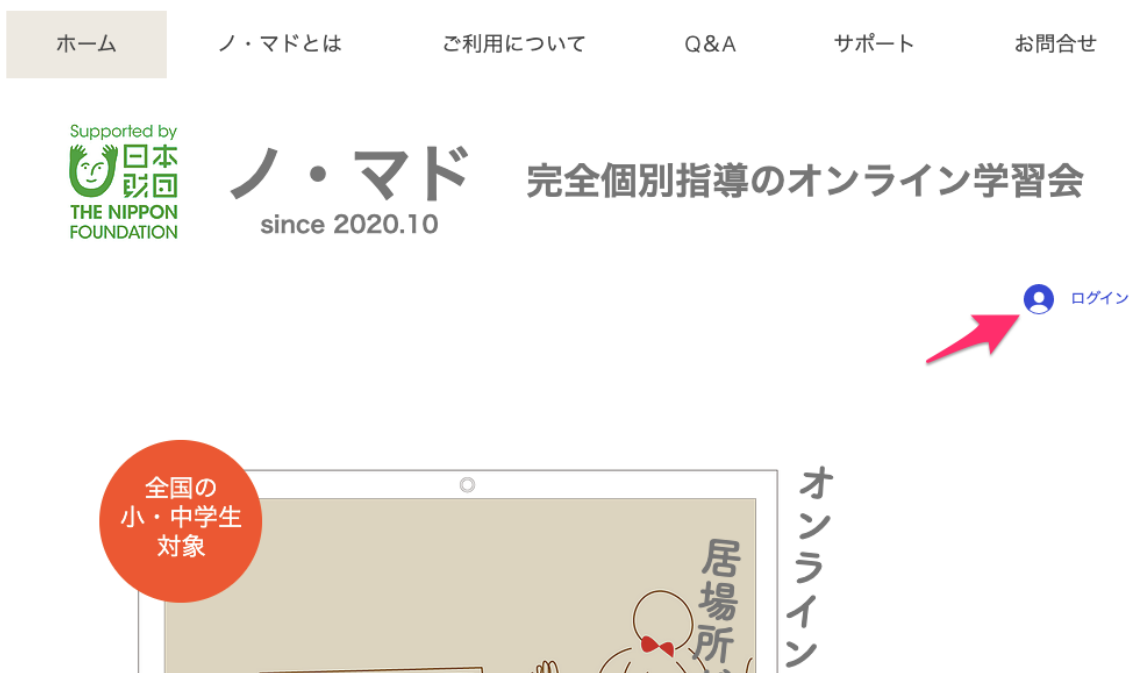 ホーム
ノ・マドとは
ご利用について
Q&A
サポート
お問合せ
Supported by
日本
財団
THE NIPPON
FOUNDATION
ノ・マド
since 2020.10
完全個別指導のオンライン学習会
ログイン
全国の
小・中学生
対象
オンライン
居場所